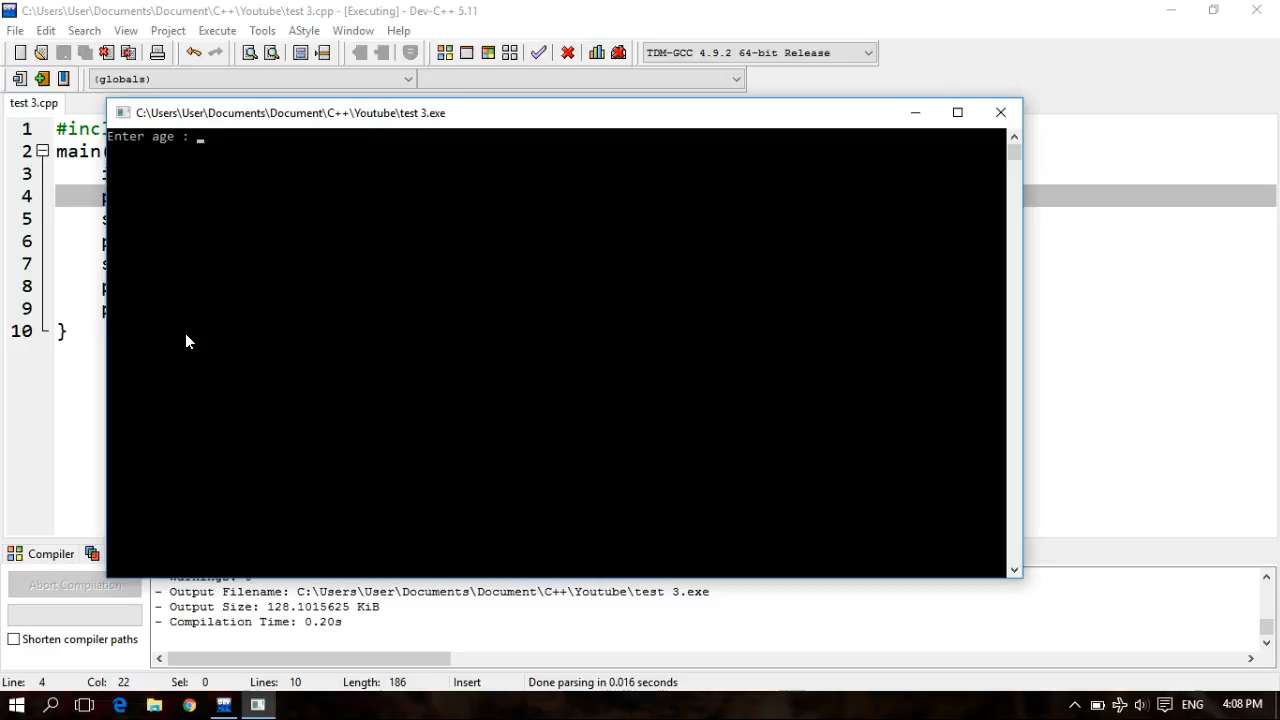 C:\Users\User\Documents\Document\C++\Youtube\test 3.cpp - [Executing] - Dev-C++ 5.11
File Edit Search View Project Execute Tools AStyle Window Help
TDM-GCC 4.9.2 64-bit Release
(globals)
test 3.cpp
C:\Users\User\Documents\Document\C++\Youtube\test 3.exe
Enter age : _
1 #inc
2 main(
3
4 p
5 s
6 p
7 s
8 p
9 p
10 }
Compiler
Abort Compilation
Shorten compiler paths
- Output Filename: C:\Users\User\Documents\Document\C++\Youtube\test 3.exe
- Output Size: 128.1015625 KiB
- Compilation Time: 0.20s
Line: 4 Col: 22 Sel: 0 Lines: 10 Length: 186 Insert Done parsing in 0.016 seconds
ENG 4:08 PM